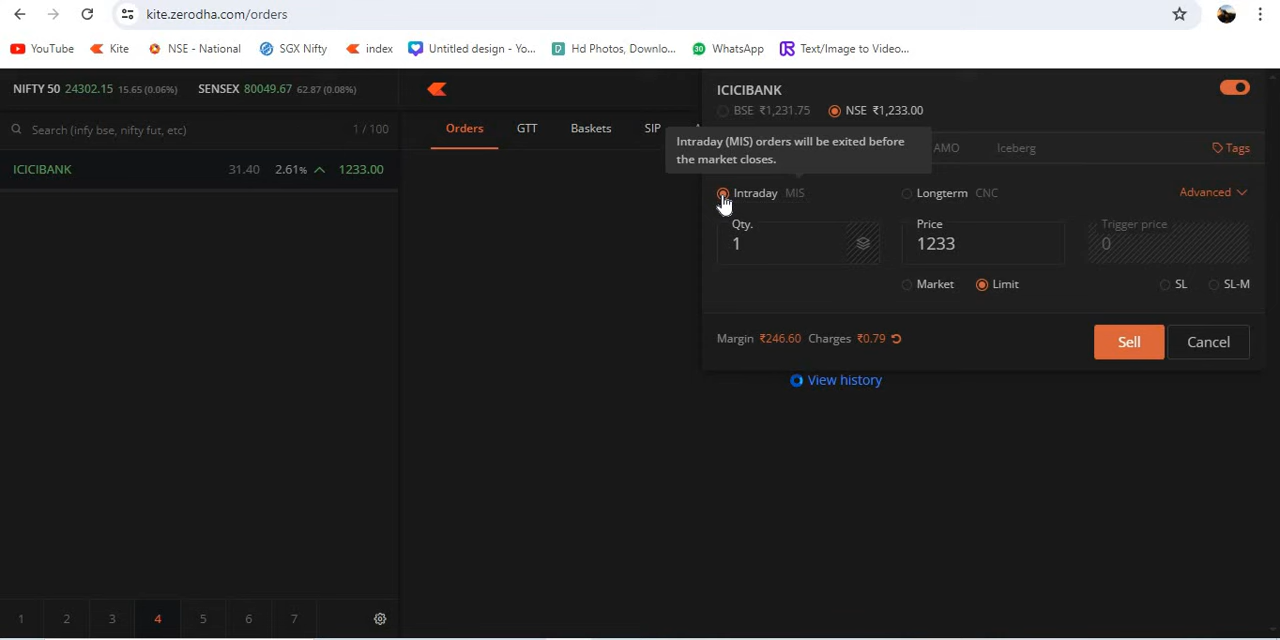 kite.zerodha.com/orders
YouTube Kite NSE - National SGX Nifty index Untitled design - Yo... Hd Photos, Downlo... 30 WhatsApp Text/Image to Video...
NIFTY 50 24302.15 15.65 (0.06%) SENSEX 80049.67 62.87 (0.08%)
Search (infy bse, nifty fut, etc) 1 / 100
ICICIBANK 31.40 2.61% 1233.00
Orders GTT Baskets SIP
ICICIBANK
BSE ₹1,231.75 NSE ₹1,233.00
Intraday (MIS) orders will be exited before
the market closes.
AMO Iceberg Tags
Intraday MIS Longterm CNC Advanced
Qty. Price Trigger price
1 1233 0
Market Limit SL SL-M
Margin ₹246.60 Charges ₹0.79 Sell Cancel
View history
1 2 3 4 5 6 7